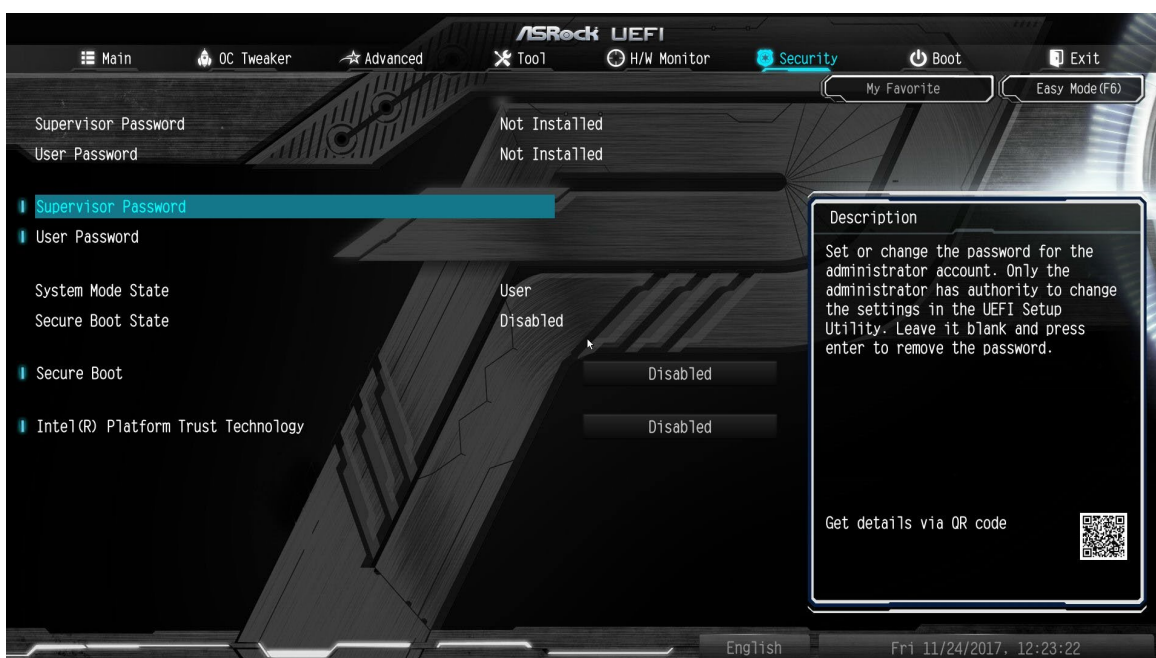 ASRock UEFI
Main OC Tweaker Advanced Tool H/W Monitor Security Boot Exit
My Favorite Easy Mode(F6)
Supervisor Password Not Installed
User Password Not Installed
Supervisor Password
User Password
System Mode State User
Secure Boot State Disabled
Secure Boot Disabled
Intel(R) Platform Trust Technology Disabled
Description
Set or change the password for the
administrator account. Only the
administrator has authority to change
the settings in the UEFI Setup
Utility. Leave it blank and press
enter to remove the password.
Get details via QR code
English Fri 11/24/2017, 12:23:22